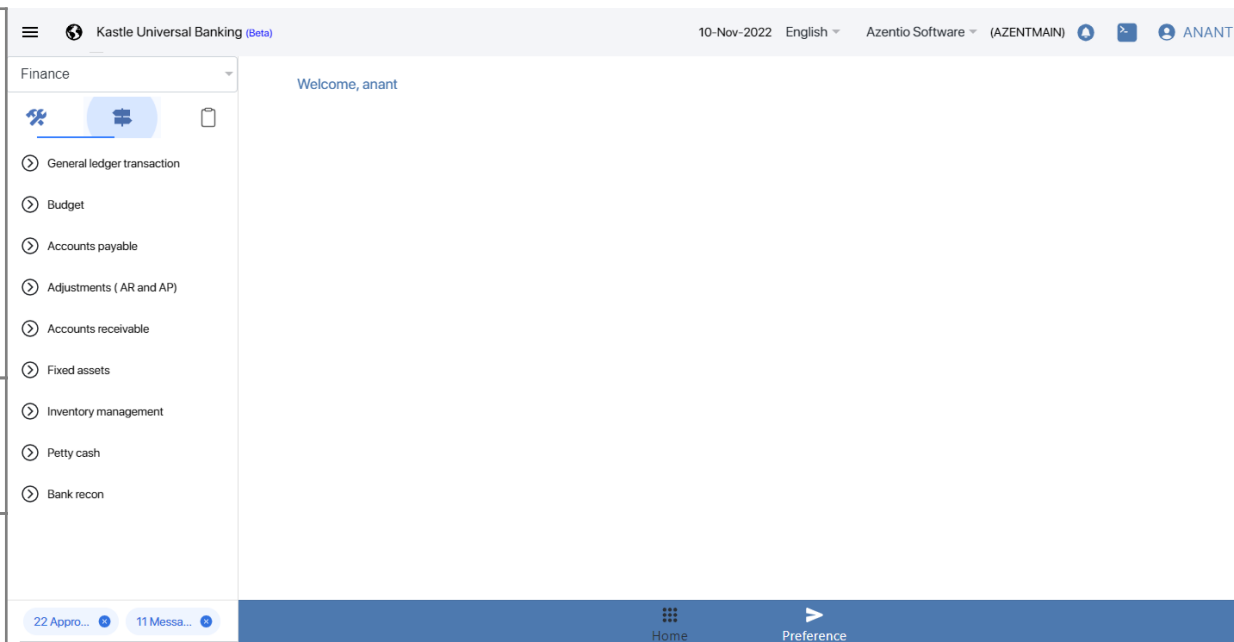 Kastle Universal Banking (Beta) 10-Nov-2022 English Azentio Software (AZENTMAIN) ANANT
Finance
Welcome, anant
General ledger transaction
Budget
Accounts payable
Adjustments ( AR and AP)
Accounts receivable
Fixed assets
Inventory management
Petty cash
Bank recon
22 Appro... 11 Messa...
Home Preference